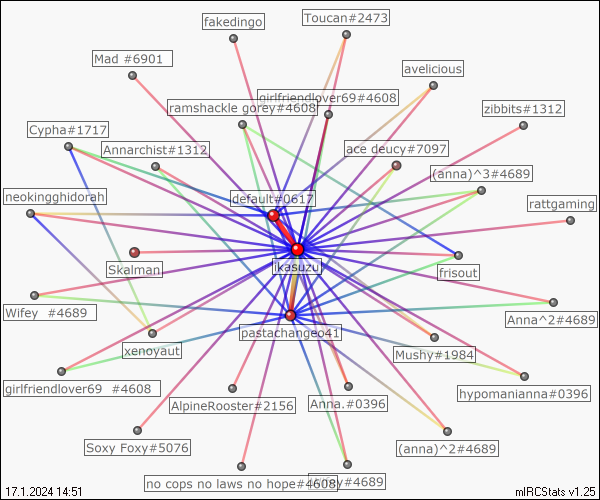 fakedingo
Toucan#2473
Mad #6901
avelicious
girlfriendlover69#4608
ramshackle gorey#4608
zibbits#1312
Cypha#1717
Annarchist#1312
ace deucy#7097
(anna)^3#4689
neokingghidorah
default#0617
rattgaming
Skalman
ikasuzu
frisout
Wifey #4689
Anna^2#4689
pastachangeo41
xenoyaut
Mushy#1984
girlfriendlover69 #4608
hypomanianna#0396
AlpineRooster#2156
Anna.#0396
Soxy Foxy#5076
(anna)^2#4689
no cops no laws no hope#4608
#4689
17.1.2024 14:51
mIRCStats v1.25